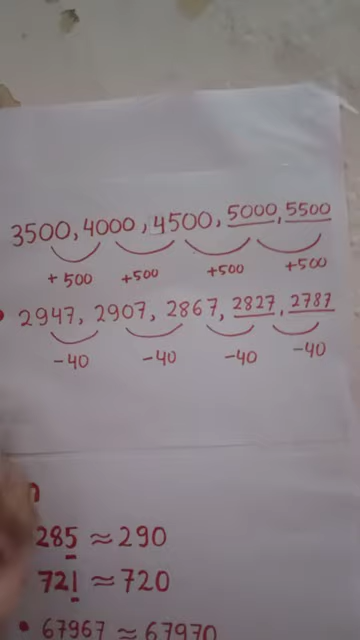 3500, 4000, 4500, 5000, 5500
+500 +500 +500 +500
• 2947, 2907, 2867, 2827, 2787
-40 -40 -40 -40
285 ≈ 290
721 ≈ 720
• 67967 ≈ 67970